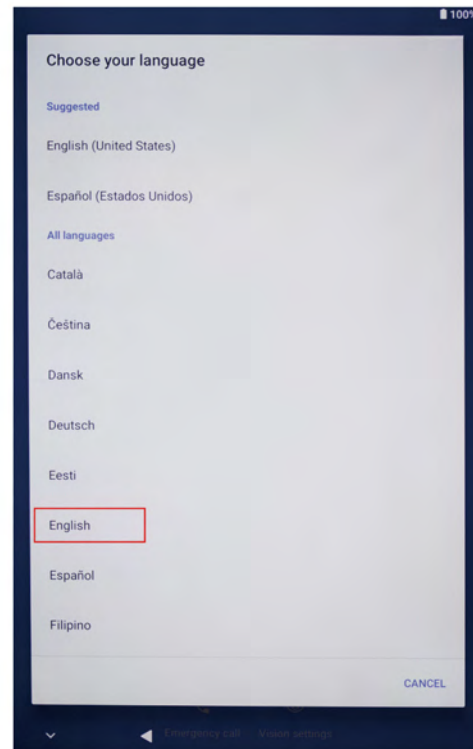 100%
Choose your language
Suggested
English (United States)
Español (Estados Unidos)
All languages
Català
Čeština
Dansk
Deutsch
Eesti
English
Español
Filipino
CANCEL
Emergency call Vision settings